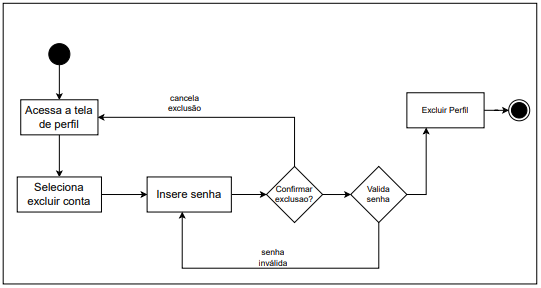 cancela
exclusão
Acessa a tela
de perfil
Excluir Perfil
Seleciona
excluir conta
Insere senha
Confirmar
exclusao?
Valida
senha
senha
inválida